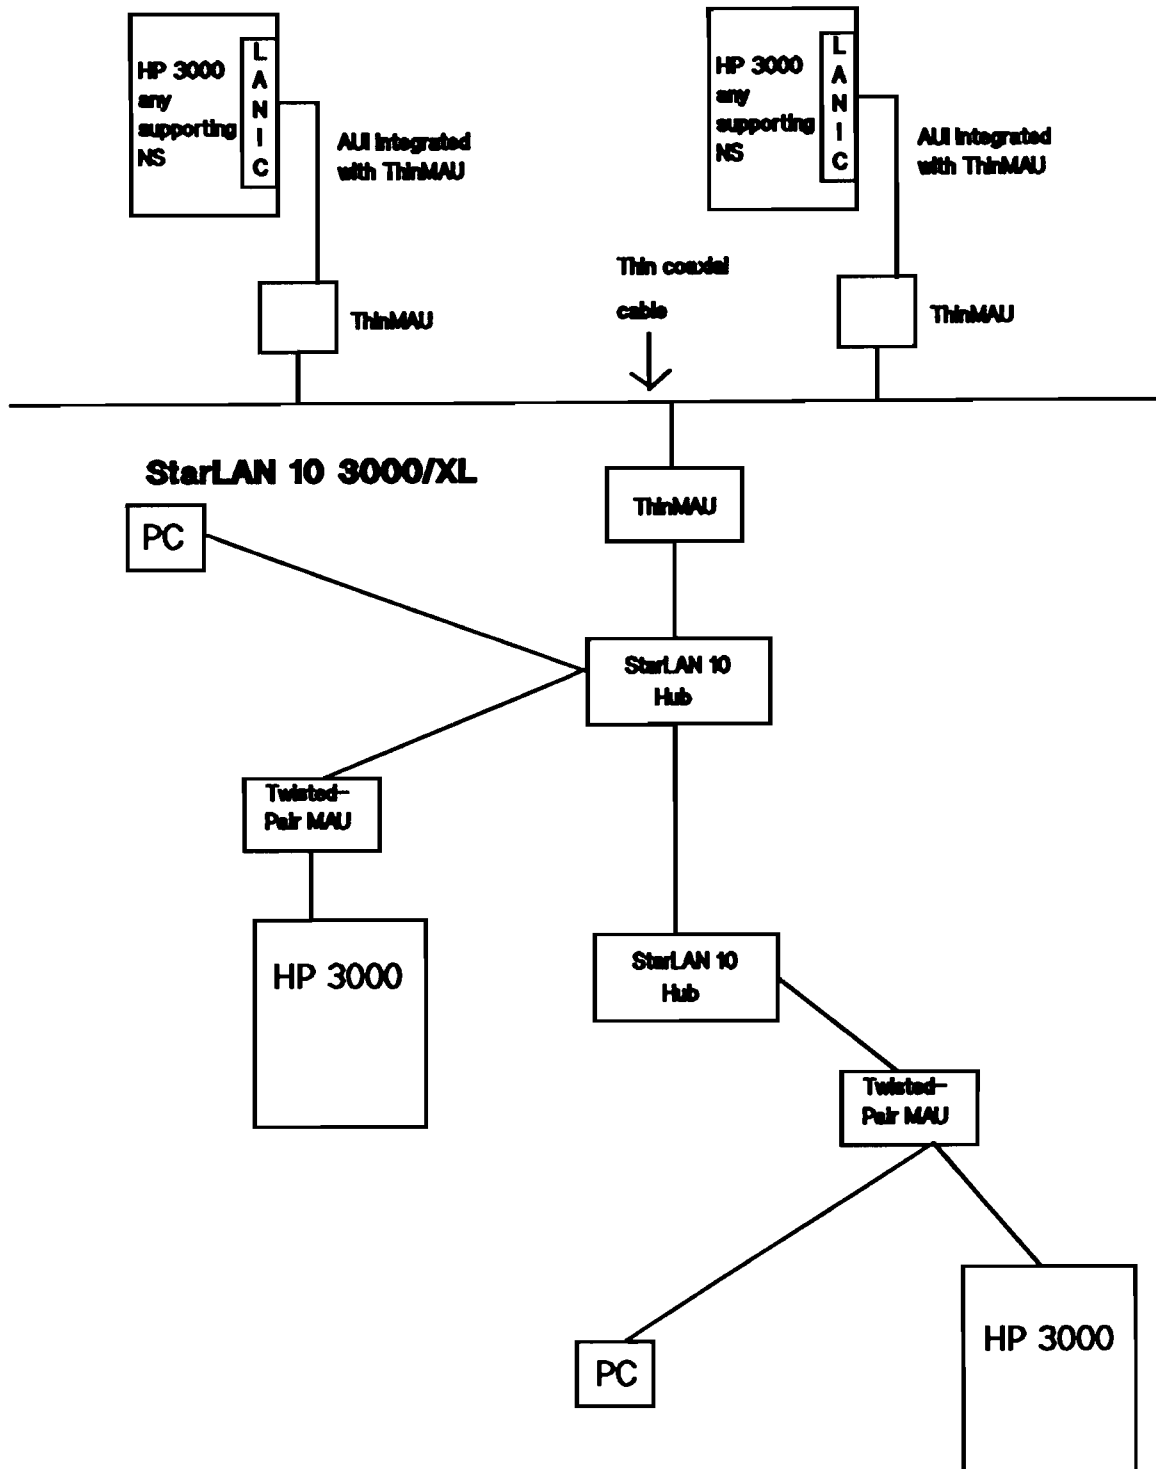 HP 3000
any
supporting
NS
L
A
N
I
C
AUI integrated
with ThinMAU
ThinMAU
HP 3000
any
supporting
NS
L
A
N
I
C
AUI integrated
with ThinMAU
ThinMAU
Thin coaxial
cable
StarLAN 10 3000/XL
ThinMAU
PC
StarLAN 10
Hub
Twisted-
Pair MAU
HP 3000
StarLAN 10
Hub
Twisted-
Pair MAU
PC
HP 3000